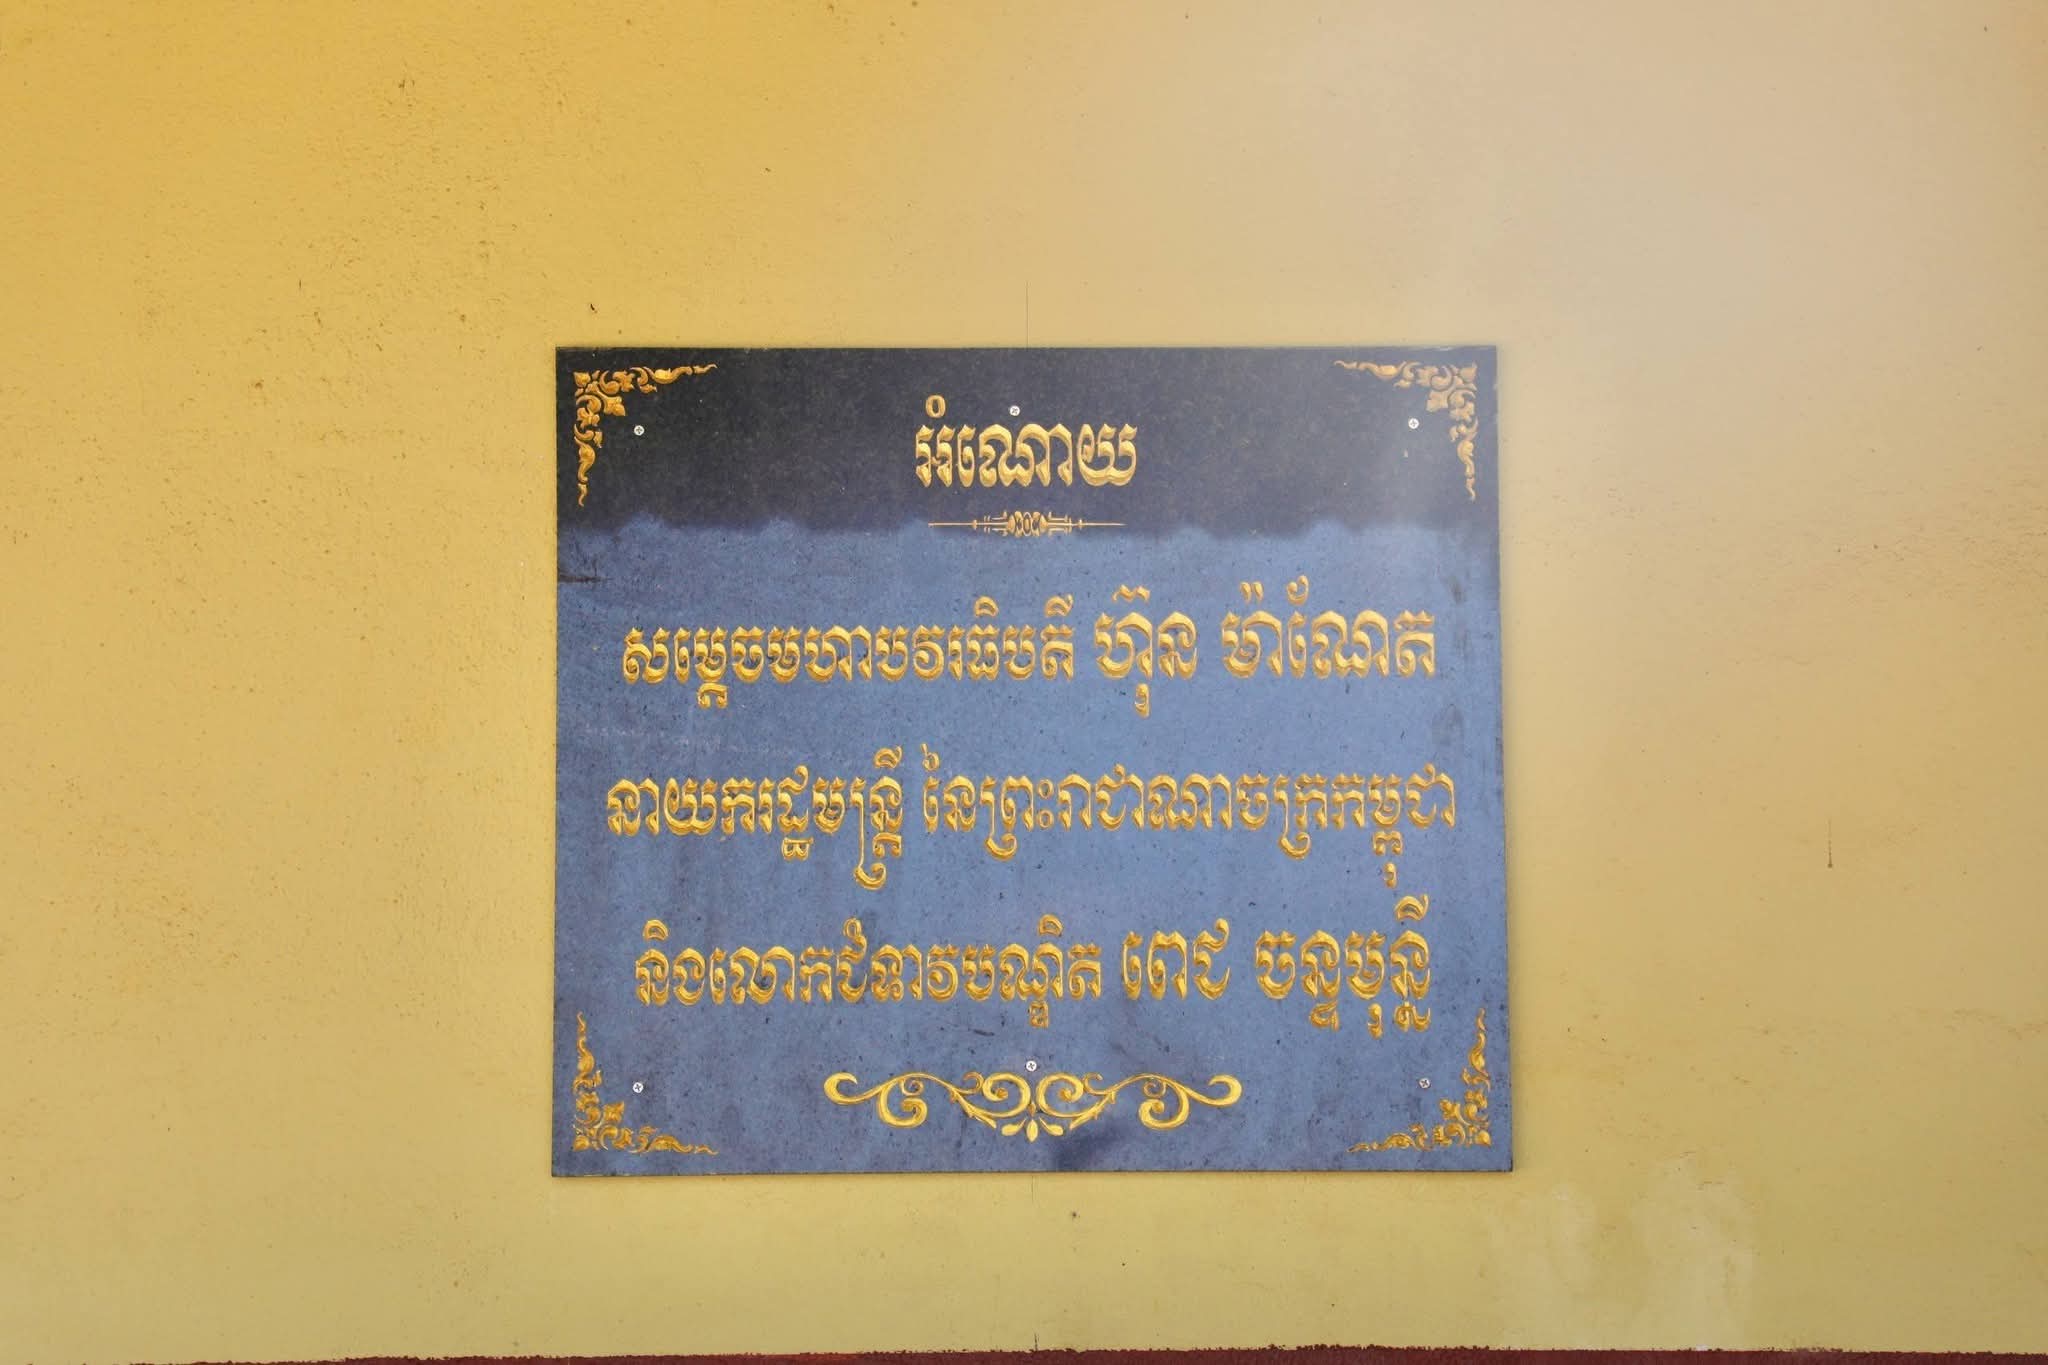 អំណោយ
សម្តេចមហាបវរធិបតី ហ៊ុន ម៉ាណែត
នាយករដ្ឋមន្ត្រី នៃព្រះរាជាណាចក្រកម្ពុជា
និងលោកជំទាវបណ្ឌិត ពេជ ចន្ទមុន្នី